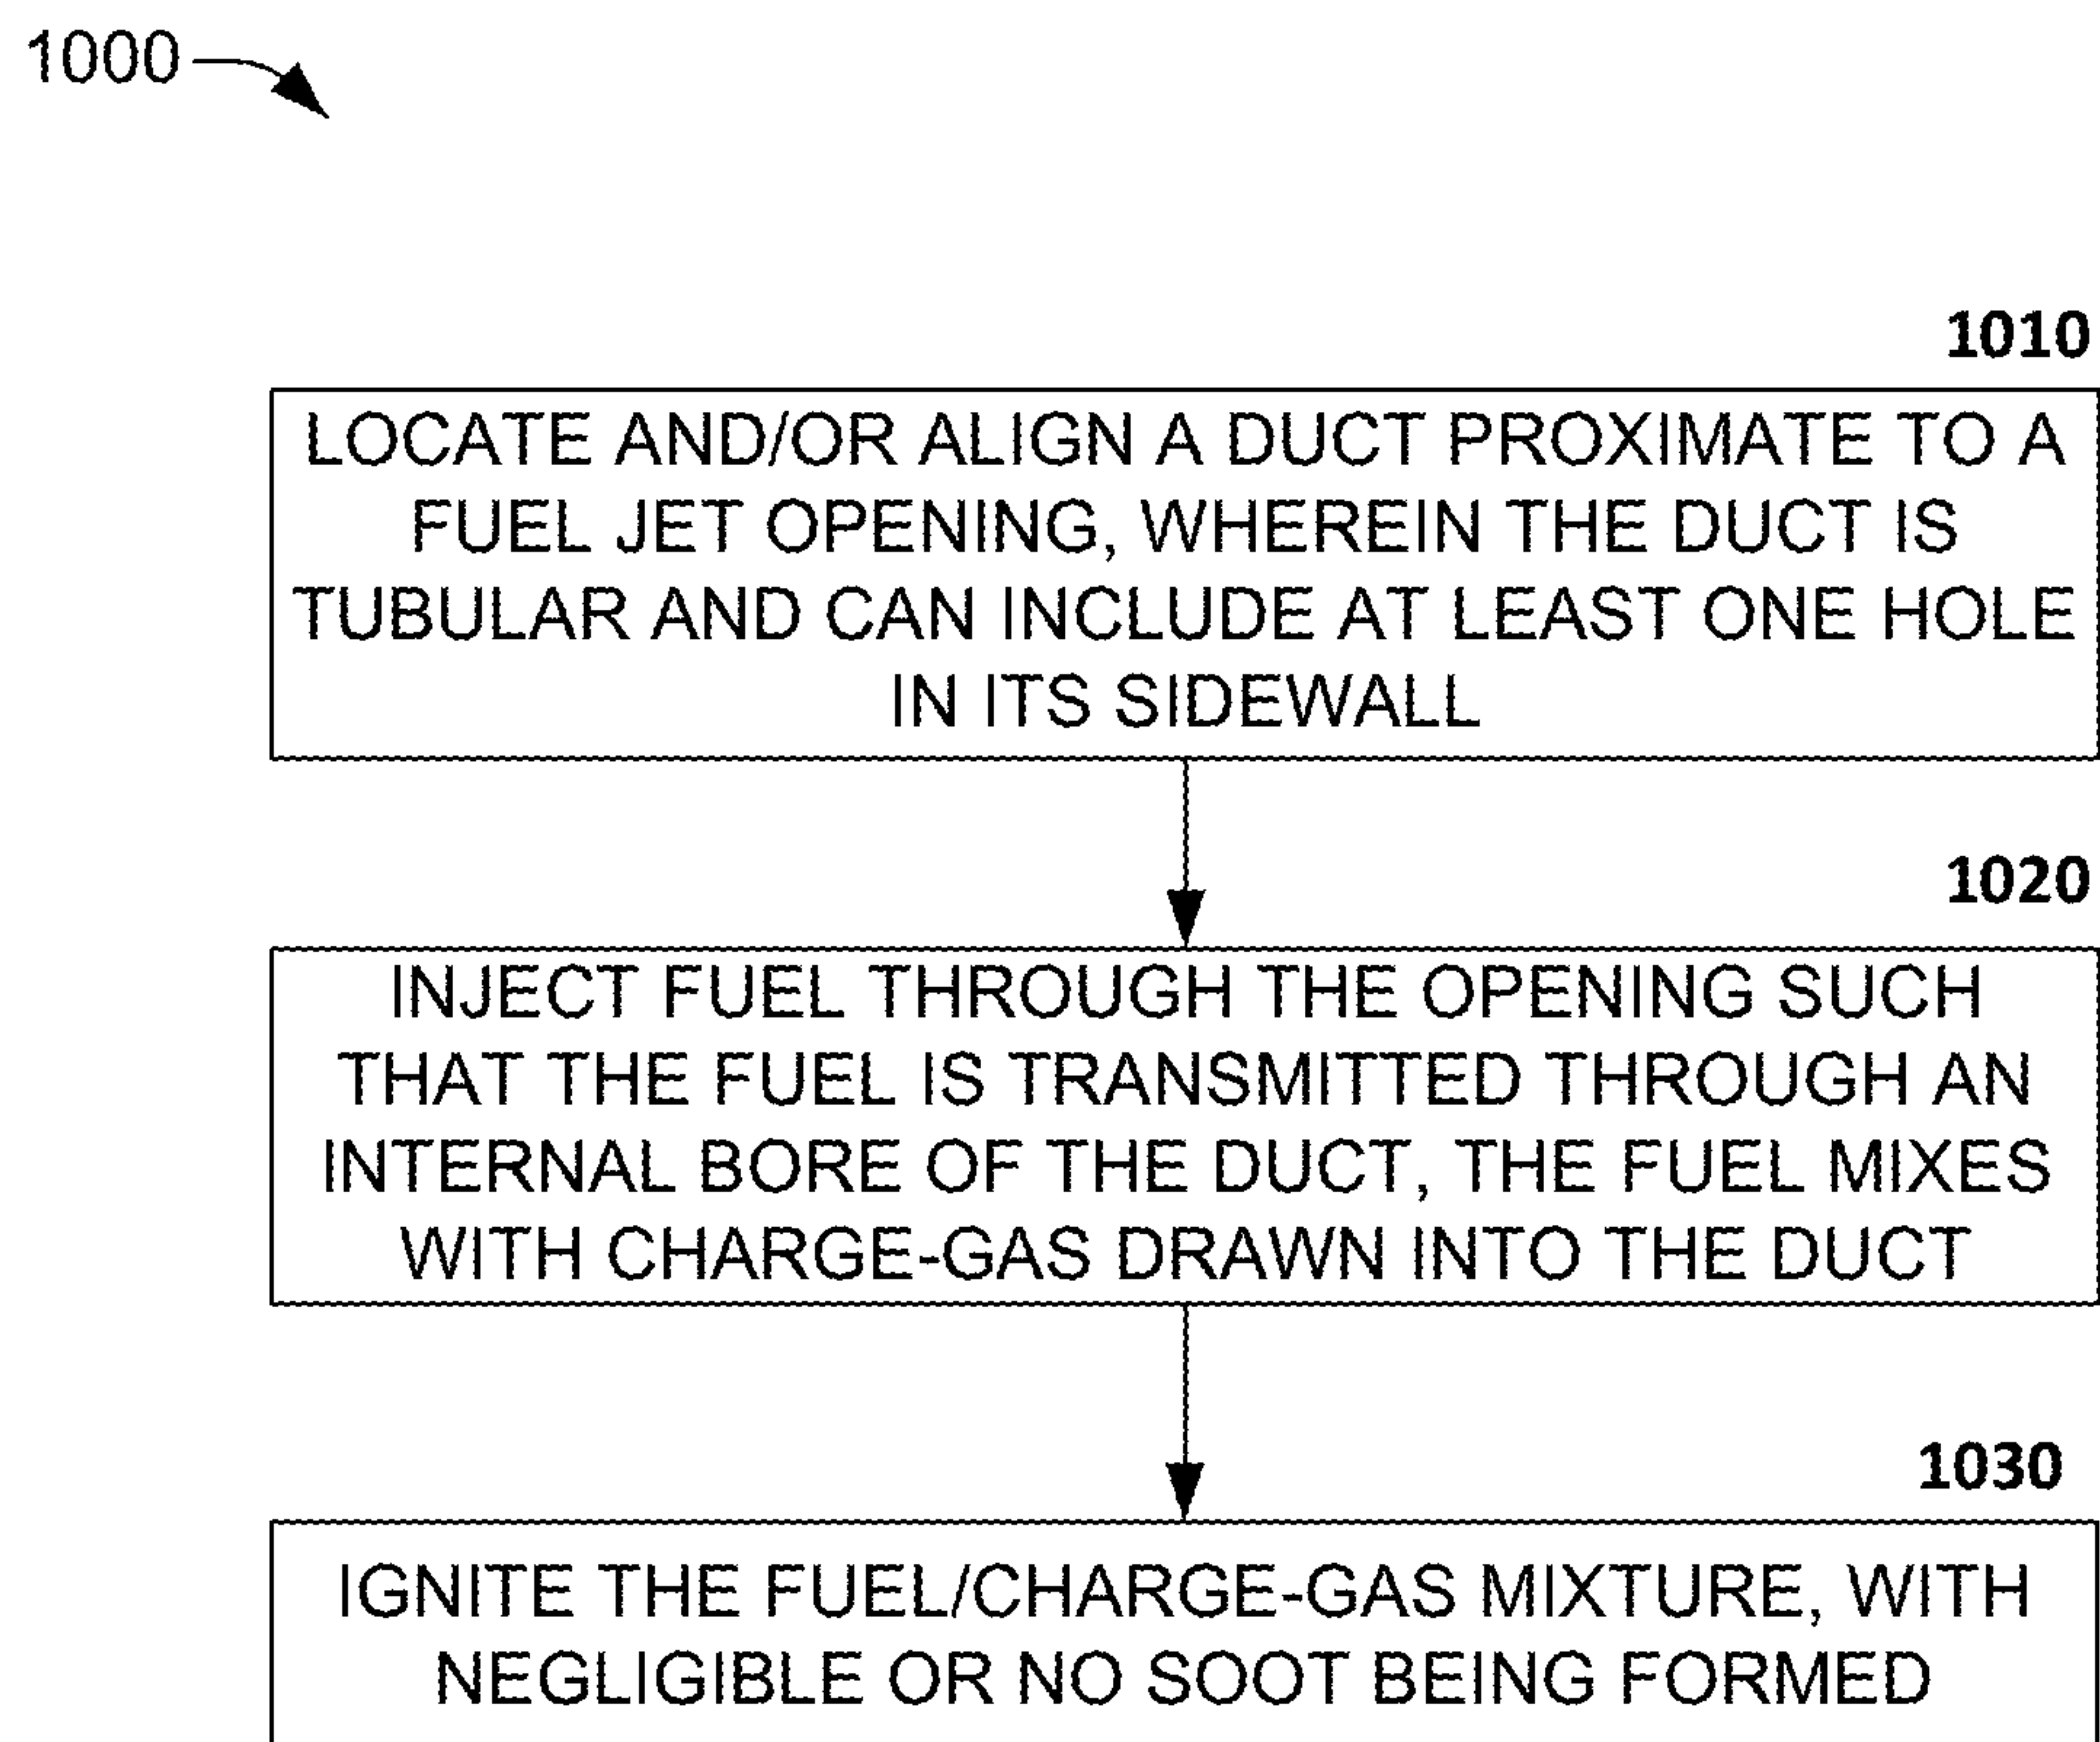 1000
1010
LOCATE AND/OR ALIGN A DUCT PROXIMATE TO A
FUEL JET OPENING, WHEREIN THE DUCT IS
TUBULAR AND CAN INCLUDE AT LEAST ONE HOLE
IN ITS SIDEWALL
1020
INJECT FUEL THROUGH THE OPENING SUCH
THAT THE FUEL IS TRANSMITTED THROUGH AN
INTERNAL BORE OF THE DUCT, THE FUEL MIXES
WITH CHARGE-GAS DRAWN INTO THE DUCT
1030
IGNITE THE FUEL/CHARGE-GAS MIXTURE, WITH
NEGLIGIBLE OR NO SOOT BEING FORMED